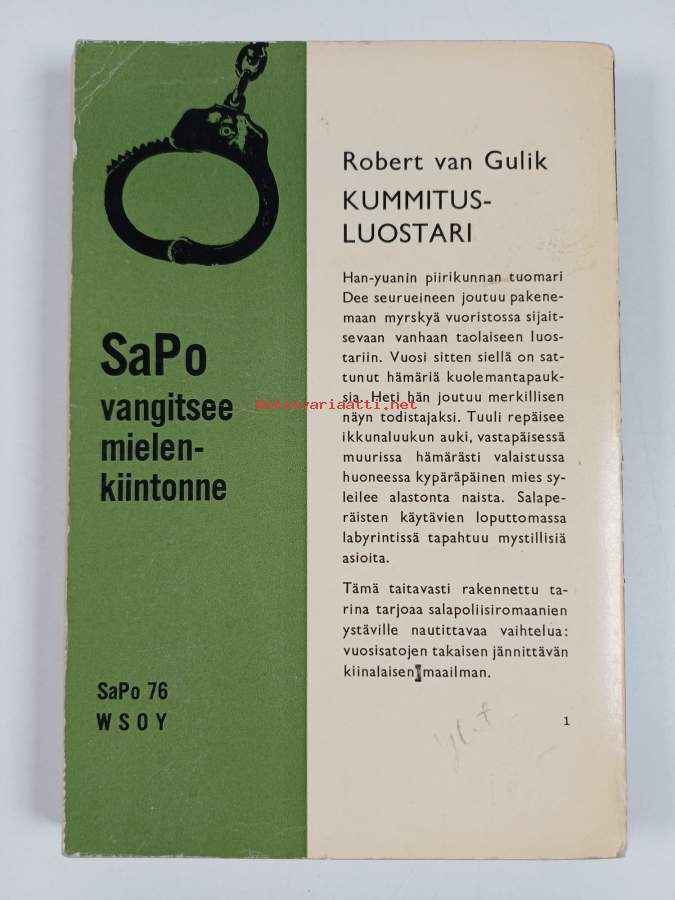 SaPo
vangitsee
mielen-
kiintonne
SaPo 76
WSOY
Robert van Gulik
KUMMITUS-
LUOSTARI
Han-yuanin piirikunnan tuomari
Dee seurueineen joutuu pakene-
maan myrskyä vuoristossa sijait-
sevaan vanhaan taolaiseen luos-
tariin. Vuosi sitten siellä on sat-
tunut hämäriä kuolemantapauk-
sia. Heti hän joutuu merkillisen
näyn todistajaksi. Tuuli repäisee
ikkunaluukun auki, vastapäisessä
muurissa hämärästi valaistussa
huoneessa kypäräpäinen mies sy-
leilee alastonta naista. Salape-
räisten käytävien loputtomassa
labyrintissä tapahtuu mystillisiä
asioita.
Tämä taitavasti rakennettu ta-
rina tarjoaa salapoliisiromaanien
ystäville nautittavaa vaihtelua:
vuosisatojen takaisen jännittävän
kiinalaisen maailman.
1
antikvariaatti.net